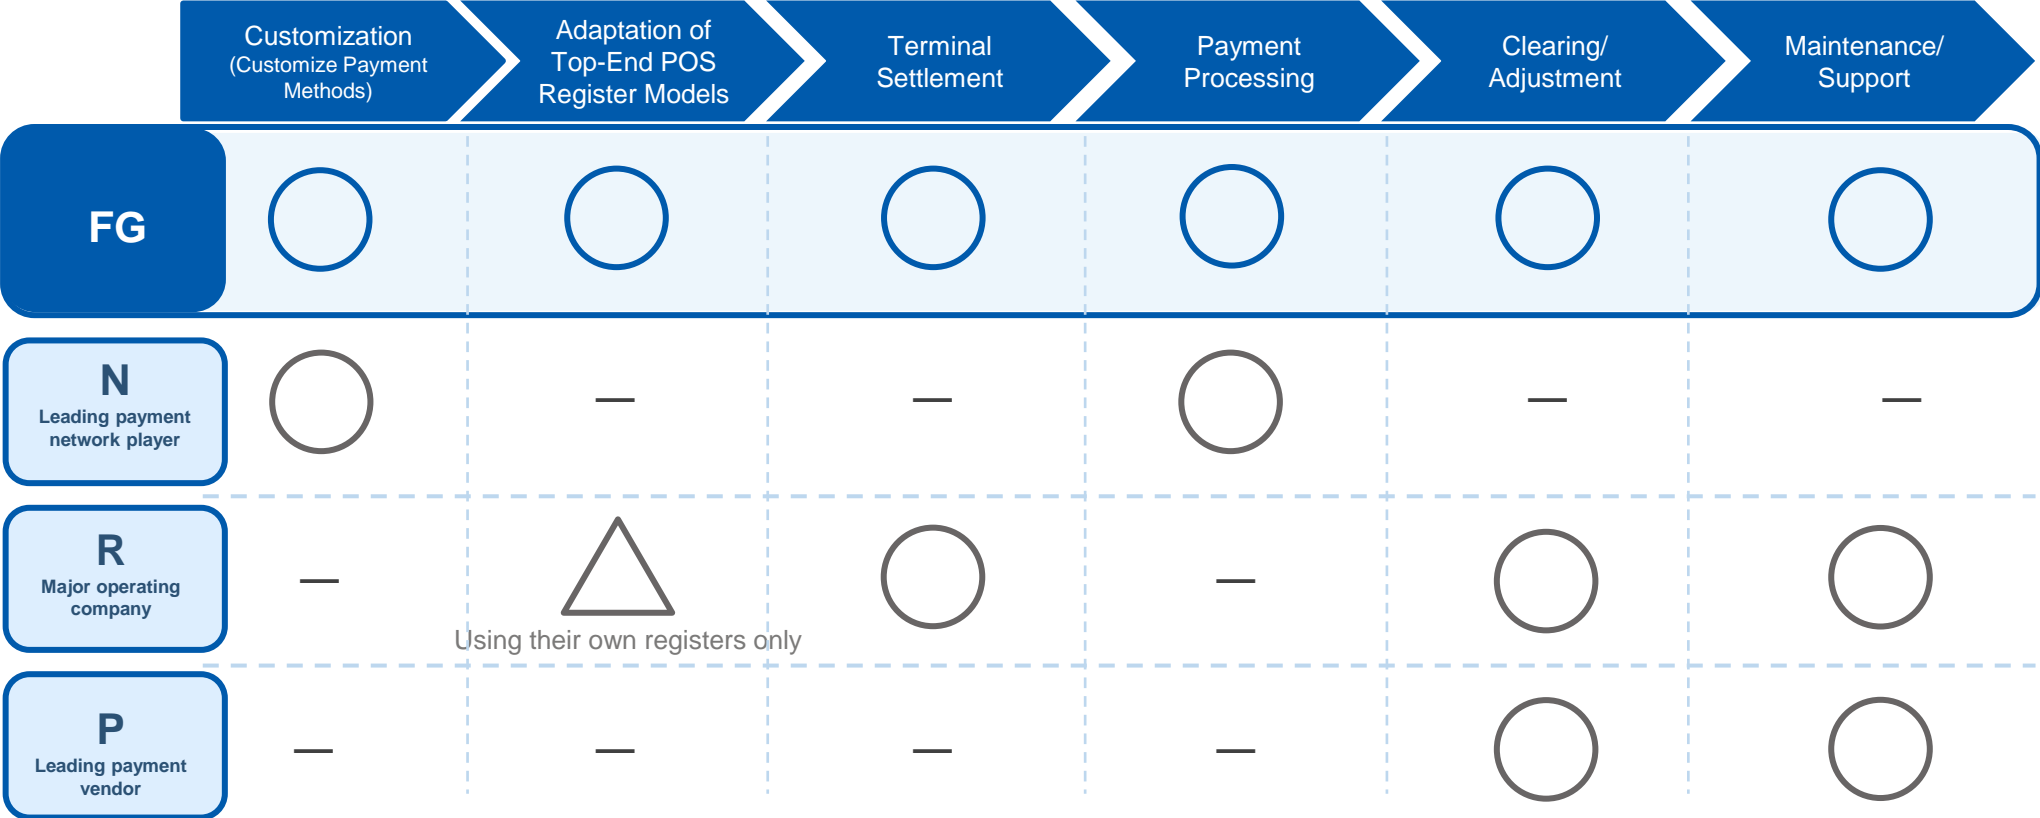 Customization
(Customize Payment
Methods)
Adaptation of
Top-End POS
Register Models
Terminal
Settlement
Payment
Processing
Clearing/
Adjustment
Maintenance/
Support
FG
N
Leading payment
network player
— — — —
R
Major operating
company
— —
Using their own registers only
P
Leading payment
vendor
— — — —